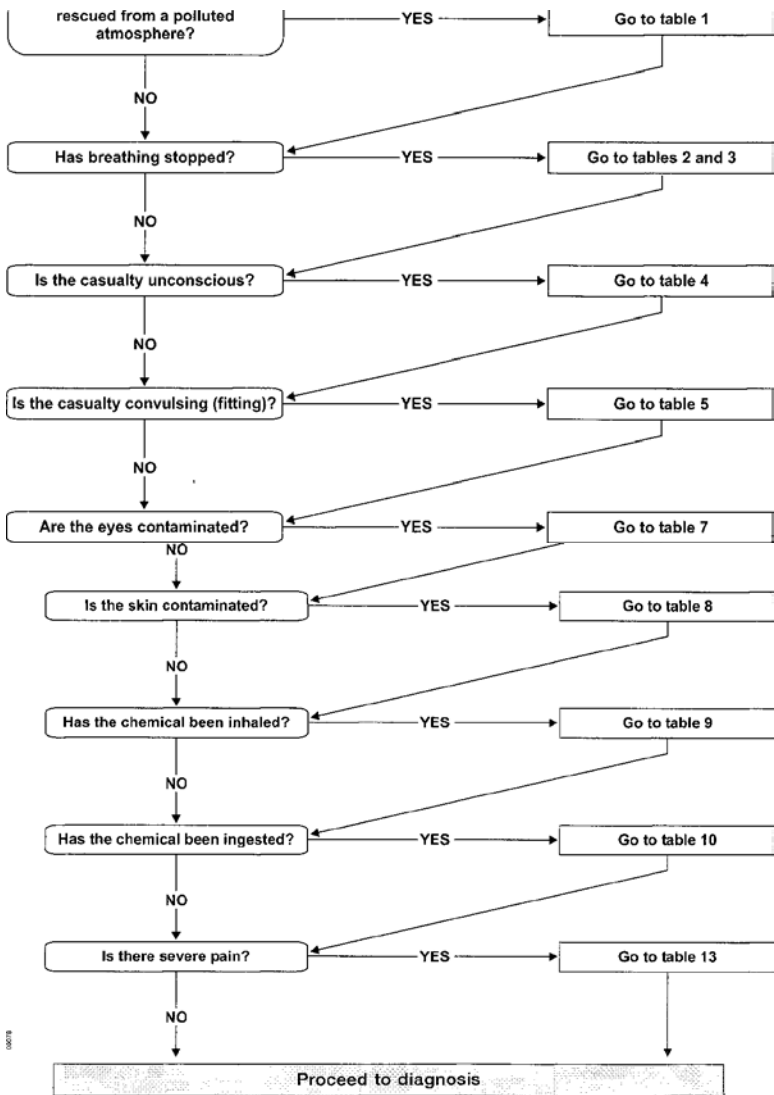 rescued from a polluted
atmosphere?
YES
Go to table 1
NO
Has breathing stopped?
YES
Go to tables 2 and 3
NO
Is the casualty unconscious?
YES
Go to table 4
NO
Is the casualty convulsing (fitting)?
YES
Go to table 5
NO
Are the eyes contaminated?
YES
Go to table 7
NO
Is the skin contaminated?
YES
Go to table 8
NO
Has the chemical been inhaled?
YES
Go to table 9
NO
Has the chemical been ingested?
YES
Go to table 10
NO
Is there severe pain?
YES
Go to table 13
NO
Proceed to diagnosis